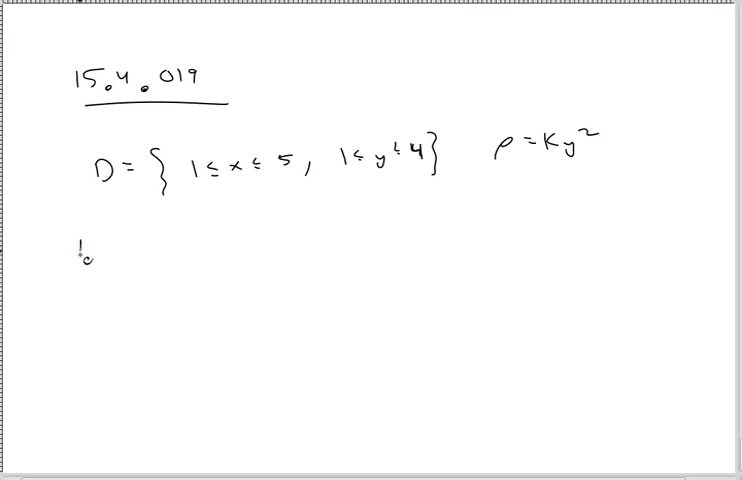 15.4.019
D = { 1 ≤ x ≤ 5, 1 ≤ y ≤ 4} ρ = Ky²